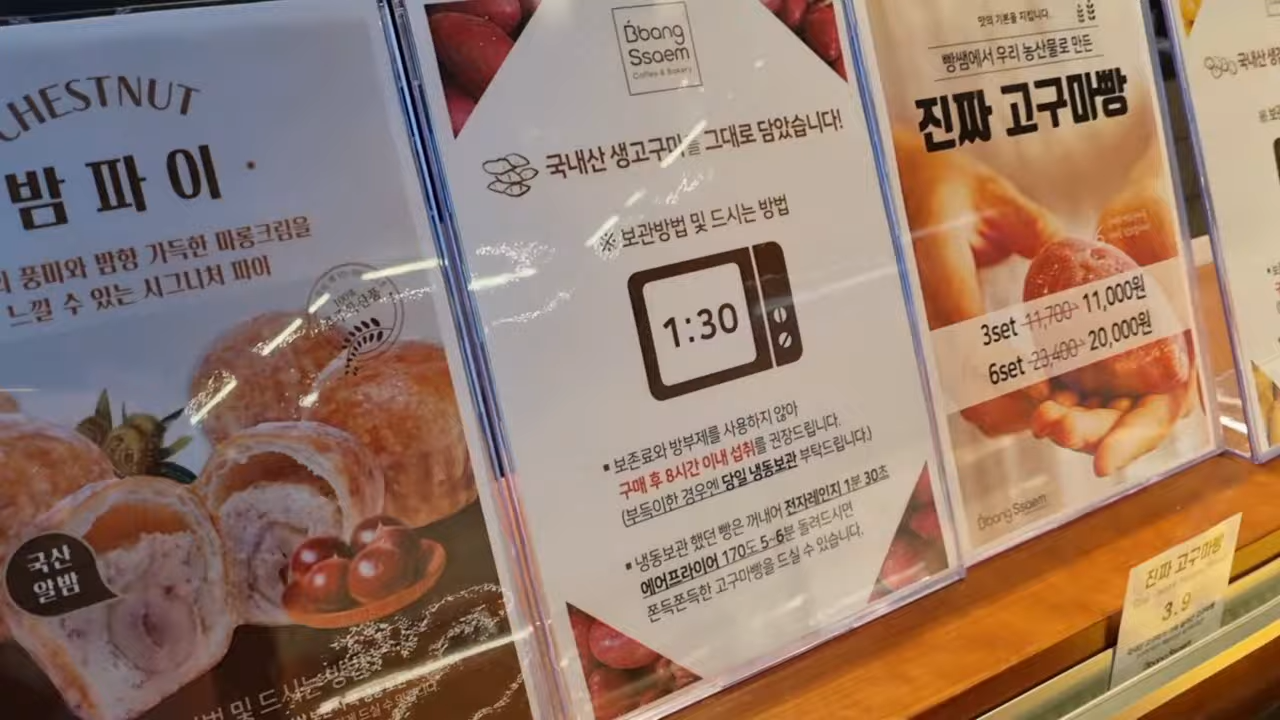 CHESTNUT
밤 파 이
풍미와 밤향 가득한 마롱크림을
느낄 수 있는 시그니처 파이
국산
알밤
및 드시는 방법
Bbang
Ssaem
Coffee & Bakery
국내산 생고구마를 그대로 담았습니다!
※ 보관방법 및 드시는 방법
1:30
▪ 보존료와 방부제를 사용하지 않아
구매 후 8시간 이내 섭취를 권장드립니다.
(부득이한 경우엔 당일 냉동보관 부탁드립니다.)
▪ 냉동보관 했던 빵은 꺼내어 전자레인지 1분 30초
에어프라이어 170도 5~6분 돌려드시면
쫀득쫀득한 고구마빵을 드실 수 있습니다.
맛의 기본을 지킵니다.
빵쌤에서 우리 농산물로 만든
진짜 고구마빵
3set 11,700 11,000원
6set 23,400 20,000원
Bbang Ssaem
진짜 고구마빵
3.9
국내산 생